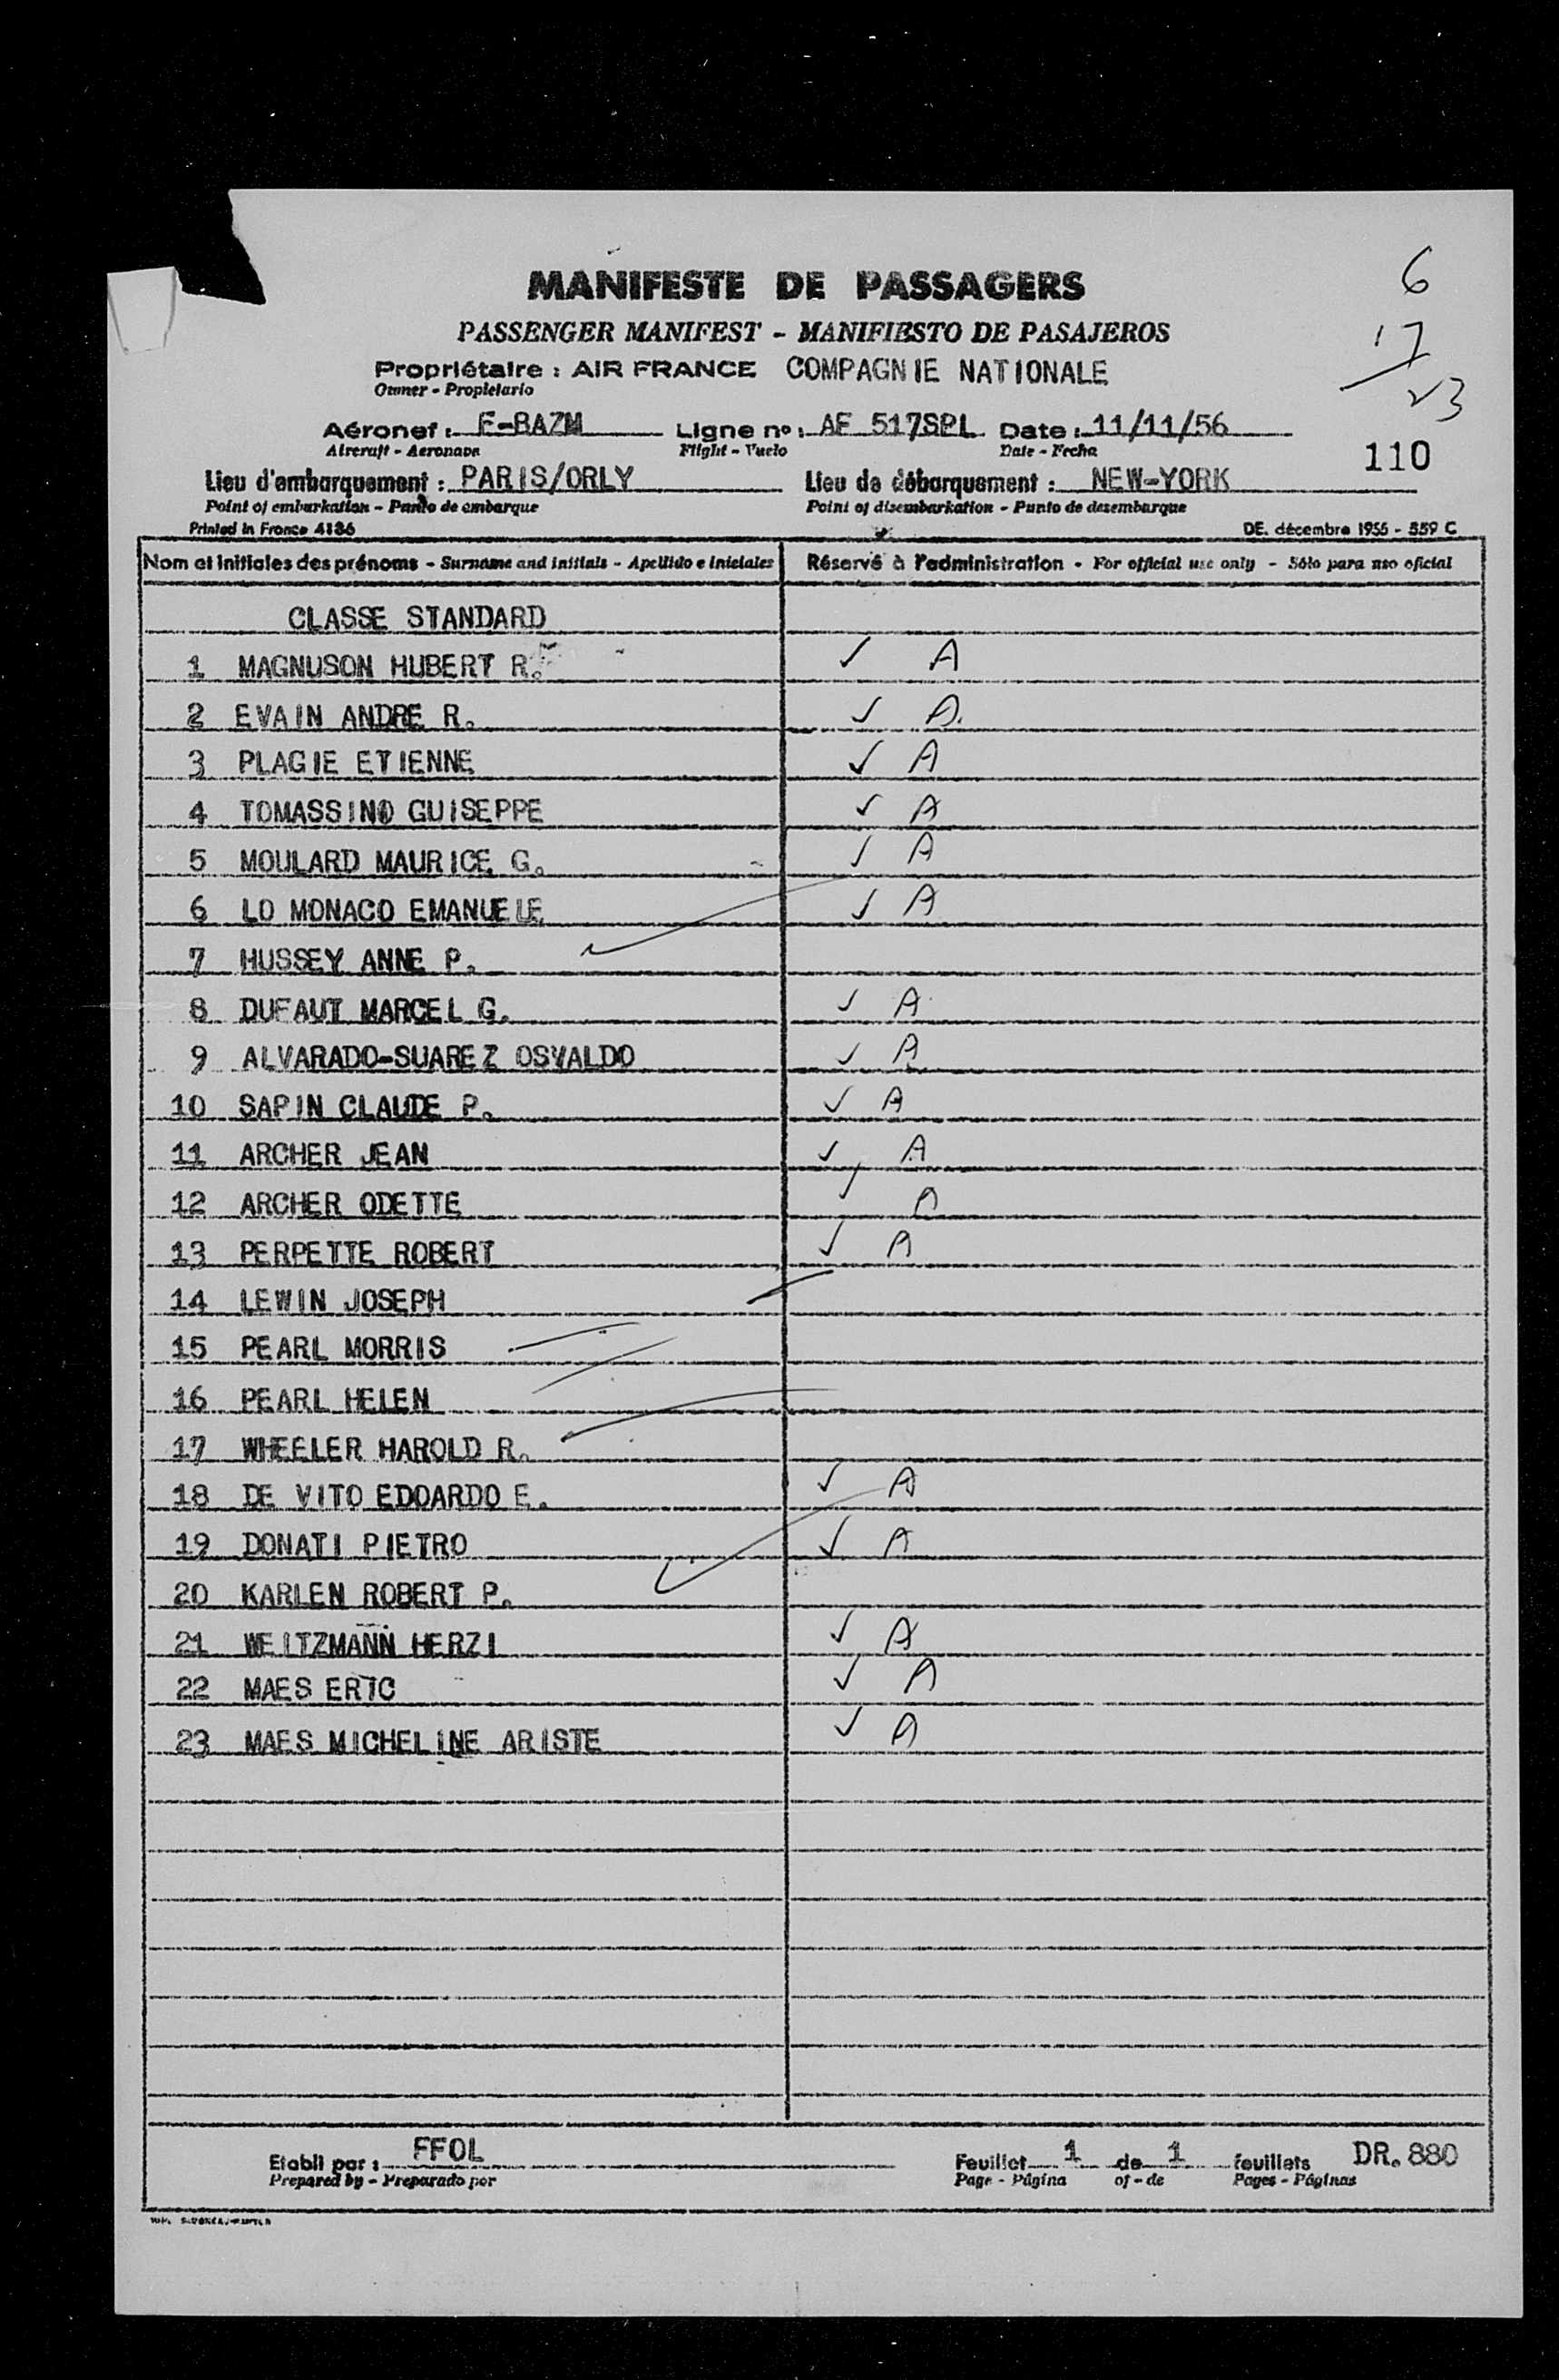 MANIFESTE DE PASSAGERS
6
PASSENGER MANIFEST - MANIFIESTO DE PASAJEROS
17
Propriétaire : AIR FRANCE COMPAGNIE NATIONALE
Owner - Propietario
23
Aéronef : F-BAZM Ligne nº : AF 517SPL Date : 11/11/56
Aircraft - Aeronave Flight - Vuelo Date - Fecha
110
Lieu d'embarquement : PARIS/ORLY Lieu de débarquement : NEW-YORK
Point of embarkation - Punto de embarque Point of disembarkation - Punto de desembarque
Printed in France 4186 DE. décembre 1955 - 559 C
Nom et initiales des prénoms - Surname and initials - Apellido e iniciales Réservé à l'administration - For official use only - Sólo para uso oficial
CLASSE STANDARD
1 MAGNUSON HUBERT R. ✓ A
2 EVAIN ANDRE R. ✓ A.
3 PLAGIE ETIENNE ✓ A
4 TOMASSINO GUISEPPE ✓ A
5 MOULARD MAURICE G. ✓ A
6 LO MONACO EMANUELE ✓ A
7 HUSSEY ANNE P. ✓
8 DUFAUT MARCEL G. ✓ A
9 ALVARADO-SUAREZ OSVALDO ✓ A
10 SAPIN CLAUDE P. ✓ A
11 ARCHER JEAN ✓ A
12 ARCHER ODETTE ✓ A
13 PERPETTE ROBERT ✓ A
14 LEWIN JOSEPH
15 PEARL MORRIS
16 PEARL HELEN
17 WHEELER HAROLD R.
18 DE VITO EDOARDO E. ✓ A
19 DONATI PIETRO ✓ A
20 KARLEN ROBERT P. ✓
21 WEITZMANN HERZI ✓ A
22 MAES ERIC ✓ A
23 MAES MICHELINE ARISTE ✓ A
Etabli par : FFOL Feuillet 1 de 1 feuillets DR. 880
Prepared by - Preparado por Page - Página of - de Pages - Páginas